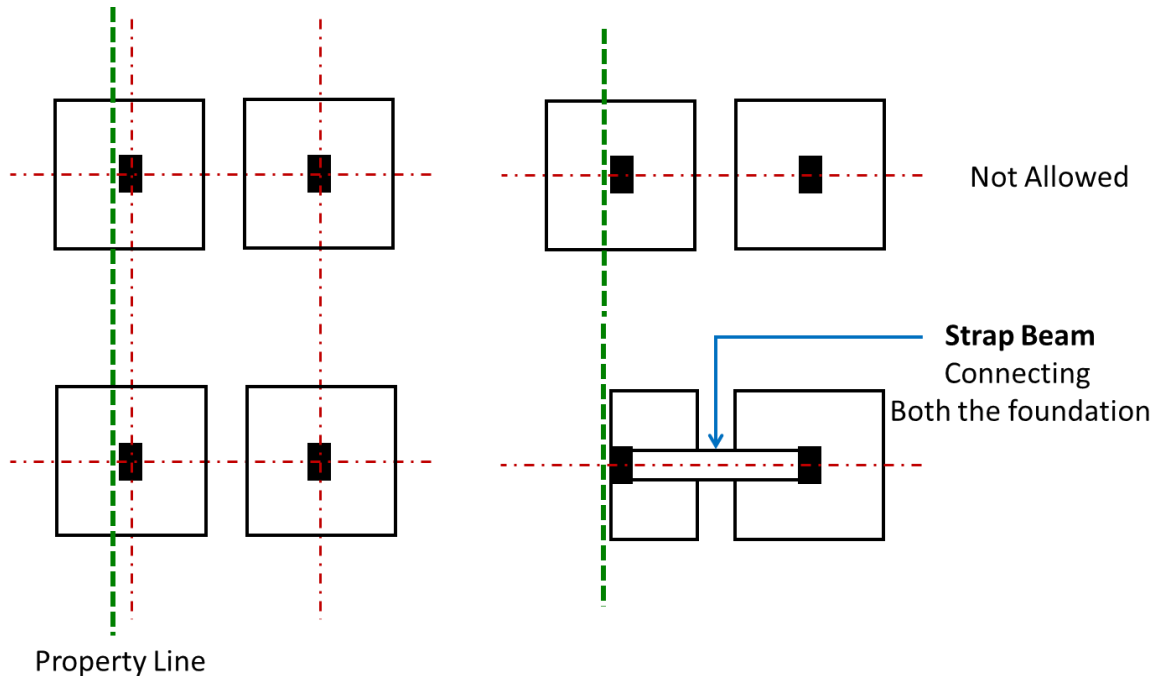 Not Allowed
Strap Beam
Connecting
Both the foundation
Property Line